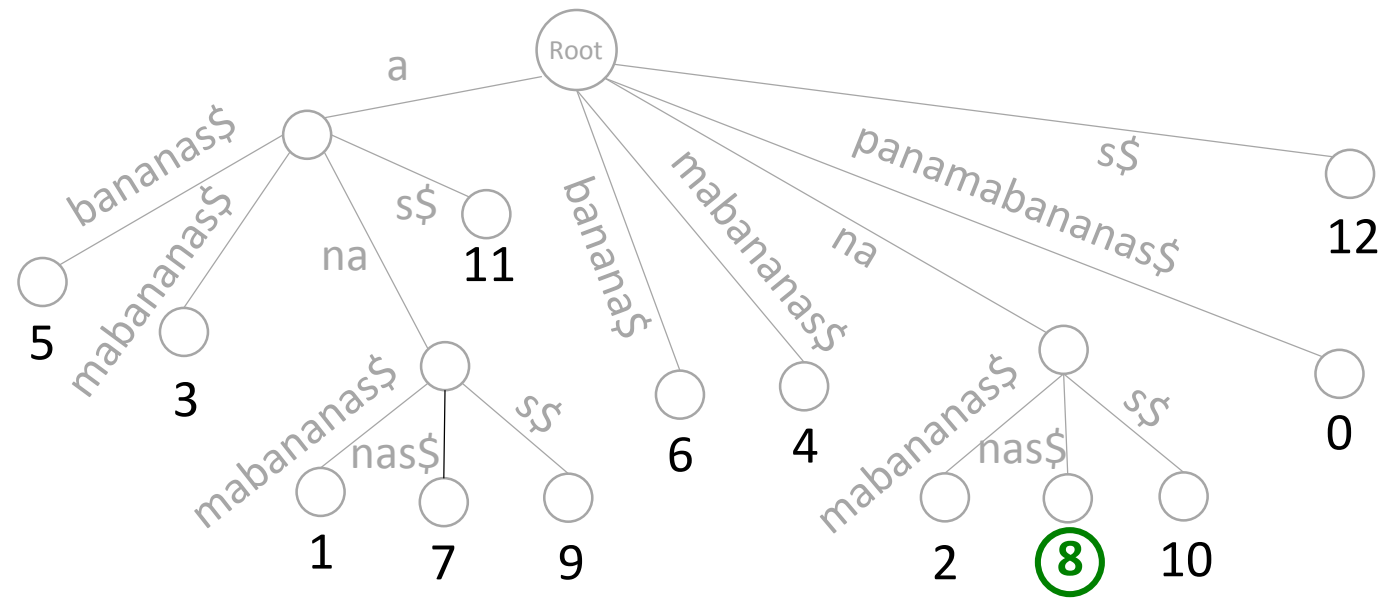 Root
a
bananas$
mabananas$
na
s$
11
5
3
mabananas$
nas$
s$
1
7
9
banana$
6
mabananas$
4
na
mabananas$
nas$
s$
2
8
10
panamabananas$
0
s$
12